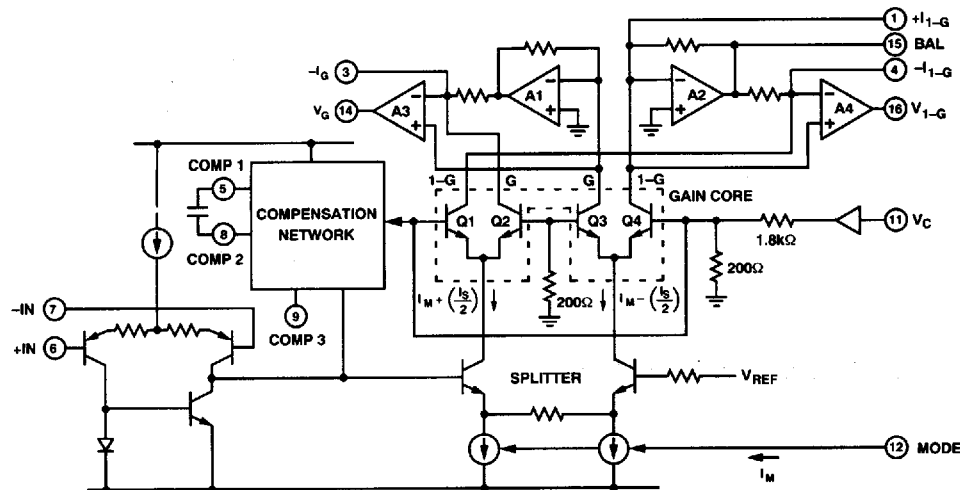 1 +I1–G
15 BAL
–IG 3
4 –I1–G
A1
A2
VG 14
A3
A4
16 V1–G
–
+
–
+
–
+
–
+
COMP 1
5
1–G G G 1–G
GAIN CORE
COMPENSATION
NETWORK
Q1 Q2 Q3 Q4
11 VC
1.8kΩ
8
COMP 2
200Ω
200Ω
IM + (IS/2)
IM – (IS/2)
–IN 7
9
COMP 3
+IN 6
SPLITTER
VREF
12 MODE
IM